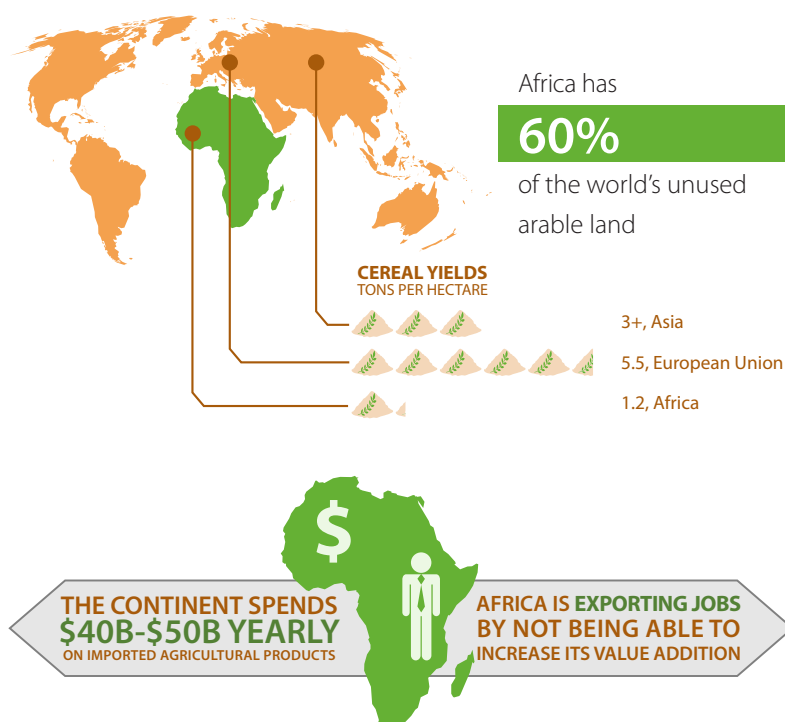 Africa has
60%
of the world's unused
arable land
CEREAL YIELDS
TONS PER HECTARE
3+, Asia
5.5, European Union
1.2, Africa
$
THE CONTINENT SPENDS
$40B-$50B YEARLY
ON IMPORTED AGRICULTURAL PRODUCTS
AFRICA IS EXPORTING JOBS
BY NOT BEING ABLE TO
INCREASE ITS VALUE ADDITION